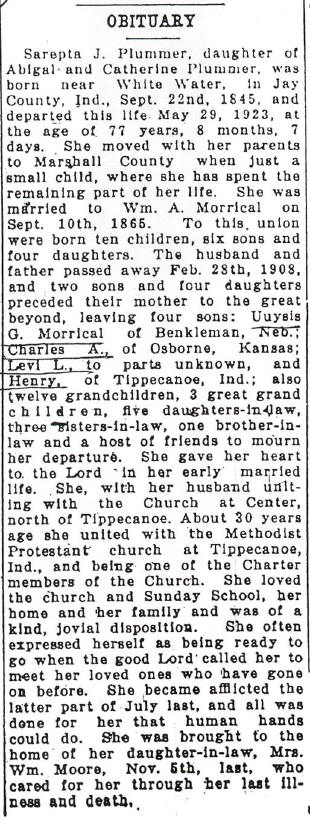 OBITUARY
Sarepta J. Plummer, daughter of
Abigal and Catherine Plummer, was
born near White Water, in Jay
County, Ind., Sept. 22nd, 1845, and
departed this life May 29, 1923, at
the age of 77 years, 8 months, 7
days. She moved with her parents
to Marshall County when just a
small child, where she has spent the
remaining part of her life. She was
married to Wm. A. Morrical on
Sept. 10th, 1865. To this union
were born ten children, six sons and
four daughters. The husband and
father passed away Feb. 28th, 1908,
and two sons and four daughters
preceded their mother to the great
beyond, leaving four sons: Uuysis
G. Morrical of Benkleman, Neb.;
Charles A., of Osborne, Kansas;
Levi L., to parts unknown, and
Henry, of Tippecanoe, Ind.; also
twelve grandchildren, 3 great grand
children, five daughters-in-law,
three sisters-in-law, one brother-in-
law and a host of friends to mourn
her departure. She gave her heart
to the Lord in her early married
life. She, with her husband unit-
ing with the Church at Center,
north of Tippecanoe. About 30 years
age she united with the Methodist
Protestant church at Tippecanoe,
Ind., and being one of the Charter
members of the Church. She loved
the church and Sunday School, her
home and her family and was of a
kind, jovial disposition. She often
expressed herself as being ready to
go when the good Lord called her to
meet her loved ones who have gone
on before. She became afflicted the
latter part of July last, and all was
done for her that human hands
could do. She was brought to the
home of her daughter-in-law, Mrs.
Wm. Moore, Nov. 5th, last, who
cared for her through her last ill-
ness and death.